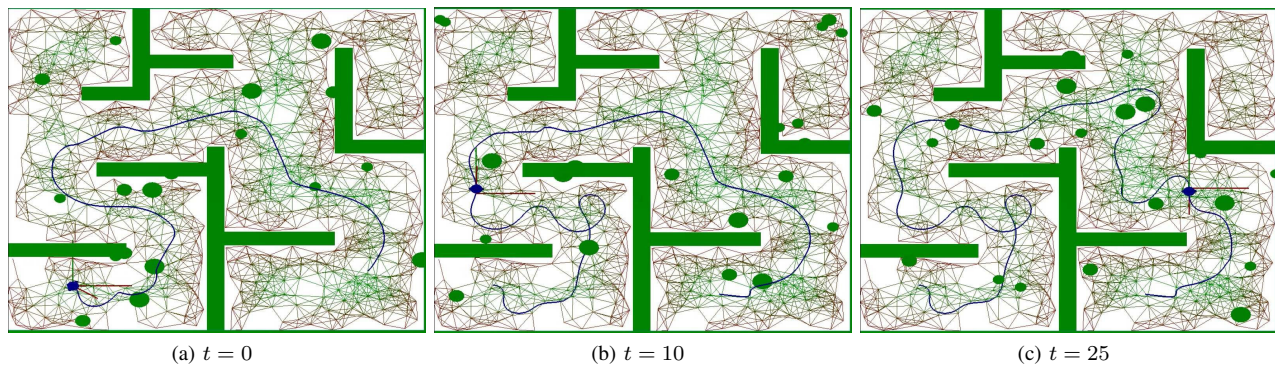 (a) t = 0
(b) t = 10
(c) t = 25